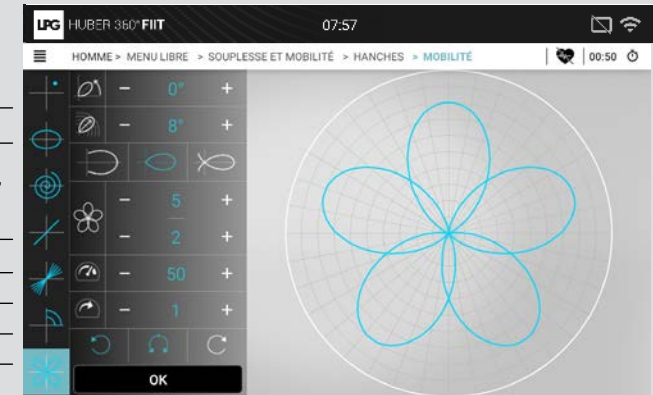 LPG HUBER 360° FIIT 07:57
HOMME > MENU LIBRE > SOUPLESSE ET MOBILITÉ > HANCHES > MOBILITÉ 00:50
− 0° +
− 8° +
− 5 +
− 2 +
− 50 +
− 1 +
OK